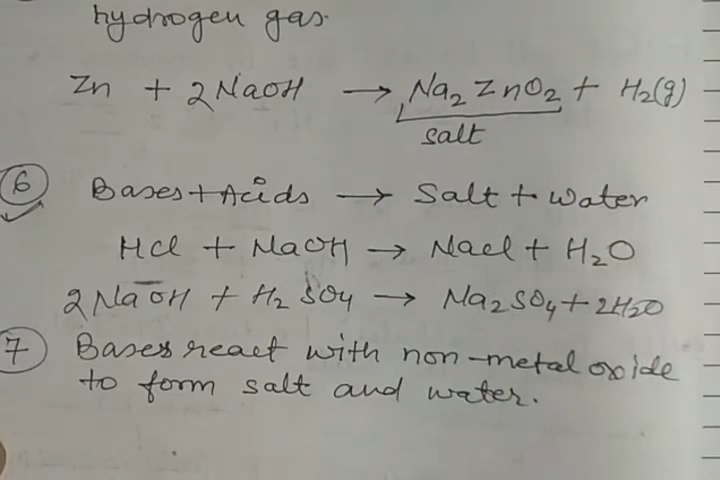 hydrogen gas.
Zn + 2NaOH → Na₂ZnO₂ + H₂(g)
salt
6 Bases + Acids → Salt + water
HCl + NaOH → NaCl + H₂O
2NaOH + H₂SO₄ → Na₂SO₄ + 2H₂O
7 Bases react with non-metal oxide
to form salt and water.